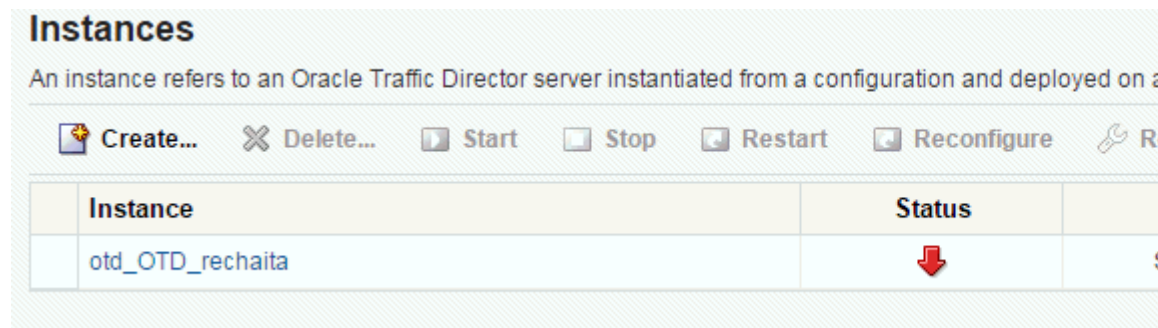 Instances
An instance refers to an Oracle Traffic Director server instantiated from a configuration and deployed on
Create... Delete... Start Stop Restart Reconfigure
Instance Status
otd_OTD_rechaita